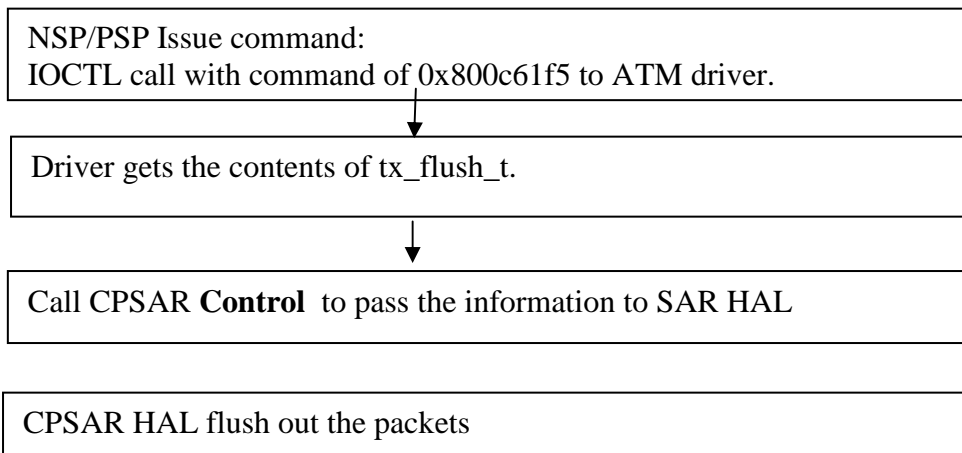 NSP/PSP Issue command:
IOCTL call with command of 0x800c61f5 to ATM driver.
Driver gets the contents of tx_flush_t.
Call CPSAR Control to pass the information to SAR HAL
CPSAR HAL flush out the packets